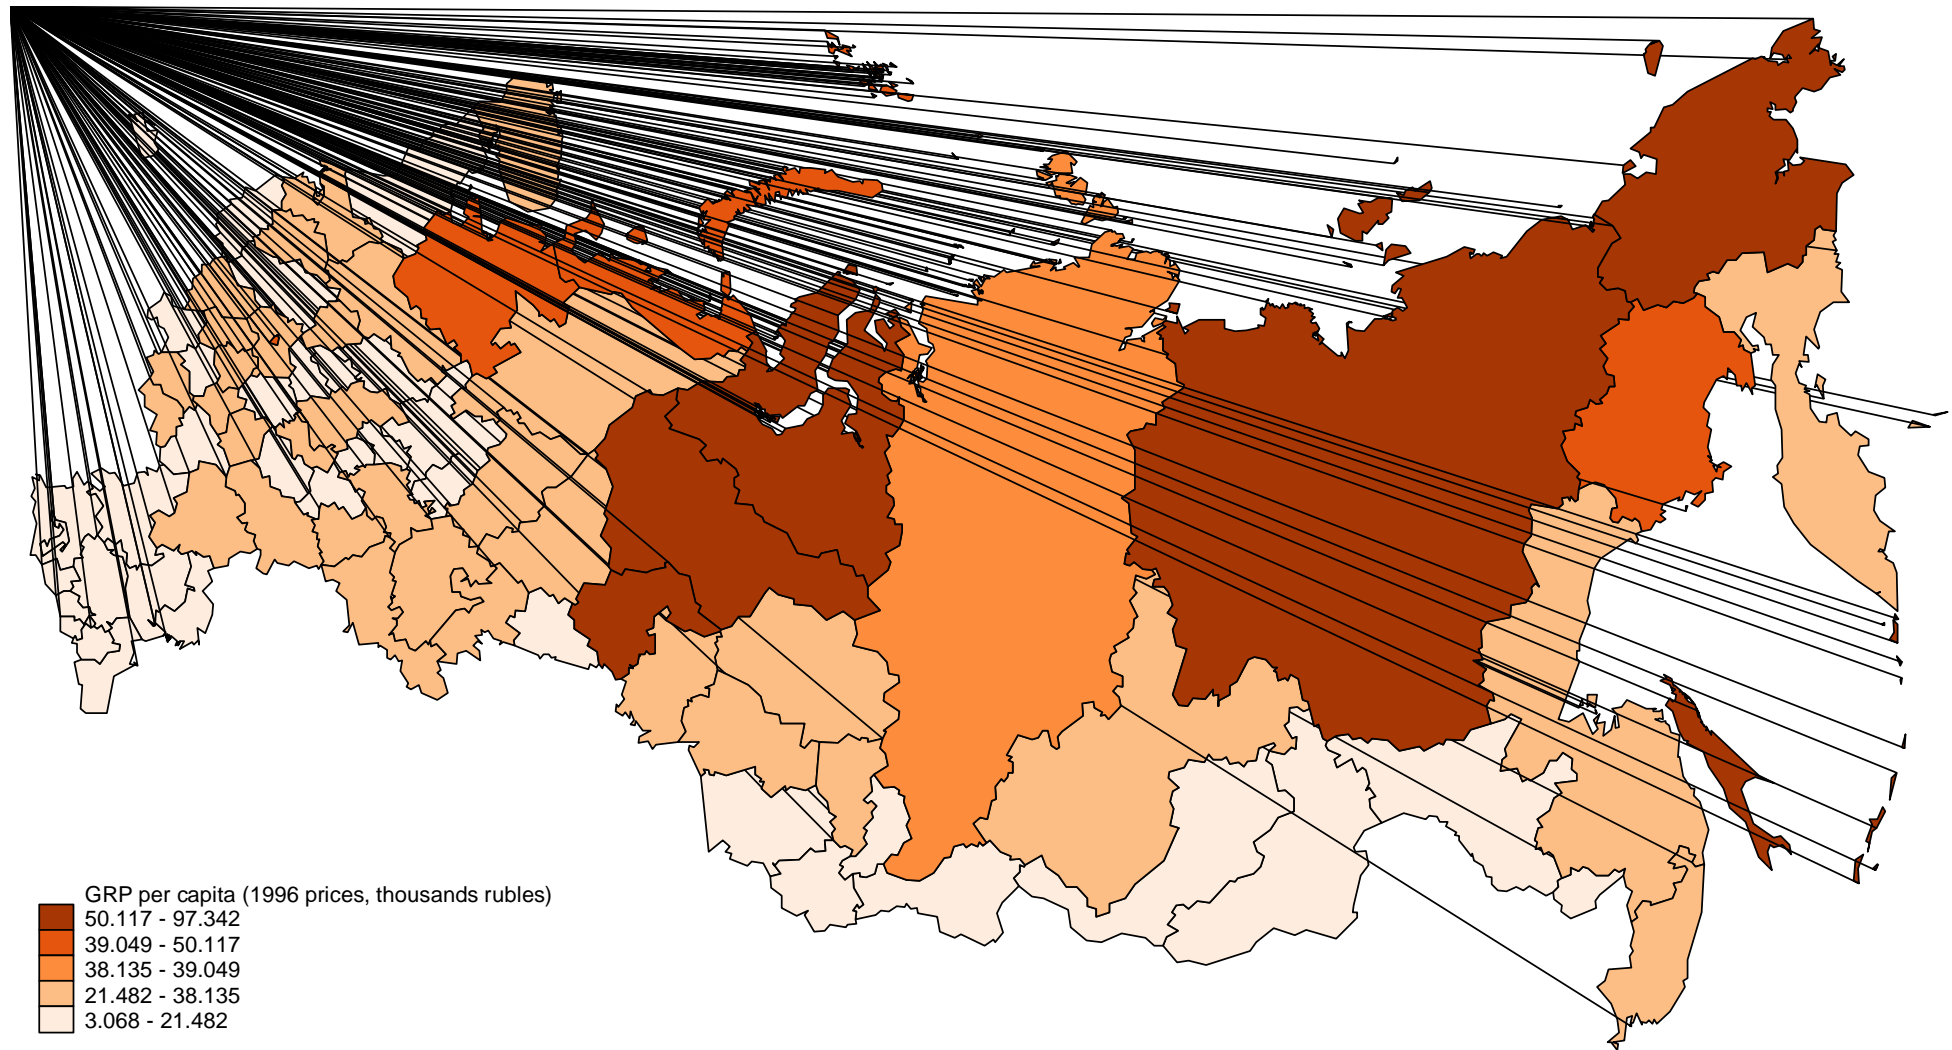 GRP per capita (1996 prices, thousands rubles)
50.117 - 97.342
39.049 - 50.117
38.135 - 39.049
21.482 - 38.135
3.068 - 21.482